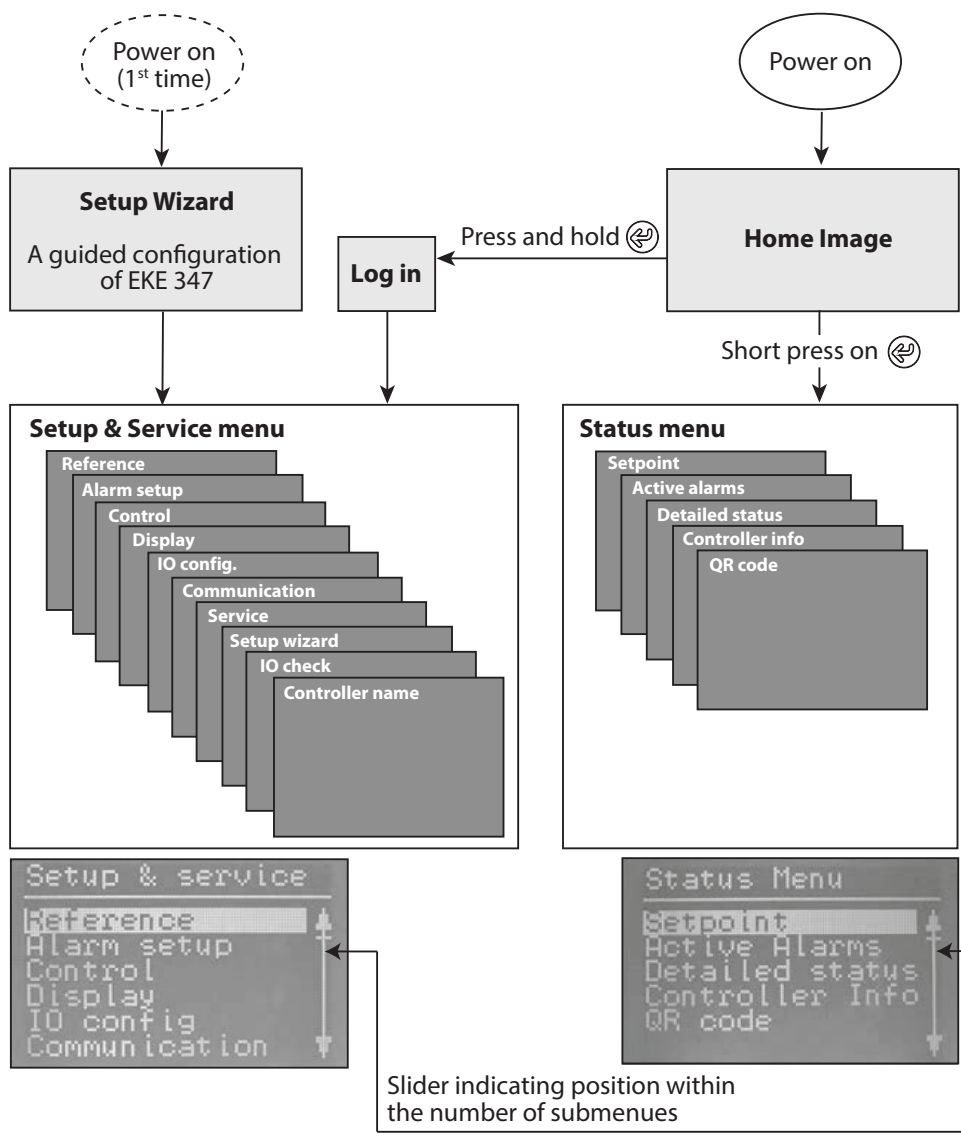 Power on
(1st time)
Power on
Setup Wizard
A guided configuration
of EKE 347
Press and hold
Log in
Home Image
Short press on
Setup & Service menu
Reference
Alarm setup
Control
Display
IO config.
Communication
Service
Setup wizard
IO check
Controller name
Status menu
Setpoint
Active alarms
Detailed status
Controller info
QR code
Setup & service
Reference
Alarm setup
Control
Display
IO config
Communication
Status Menu
Setpoint
Active Alarms
Detailed status
Controller Info
QR code
Slider indicating position within
the number of submenues